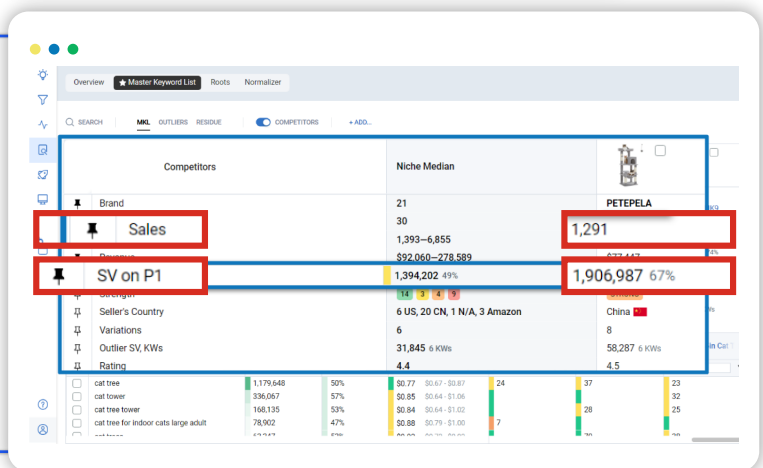 Overview ★ Master Keyword List Roots Normalizer
SEARCH MKL OUTLIERS RESIDUE COMPETITORS + ADD...
Competitors Niche Median
Brand 21 PETEPELA
30
Sales 1,393–6,855 1,291
Revenue $92,060–278,589 $77,447
SV on P1 1,394,202 49% 1,906,987 67%
Strength 14 3 4 9 STRONG
Seller's Country 6 US, 20 CN, 1 N/A, 3 Amazon China
Variations 6 8
Outlier SV, KWs 31,845 6 KWs 58,287 6 KWs
Rating 4.4 4.5
cat tree 1,179,648 50% $0.77 $0.67 - $0.87 24 37 23
cat tower 336,067 57% $0.85 $0.64 - $1.06 32
cat tree tower 168,135 53% $0.84 $0.64 - $1.02 28 25
cat tree for indoor cats large adult 78,902 47% $0.88 $0.79 - $1.00 7